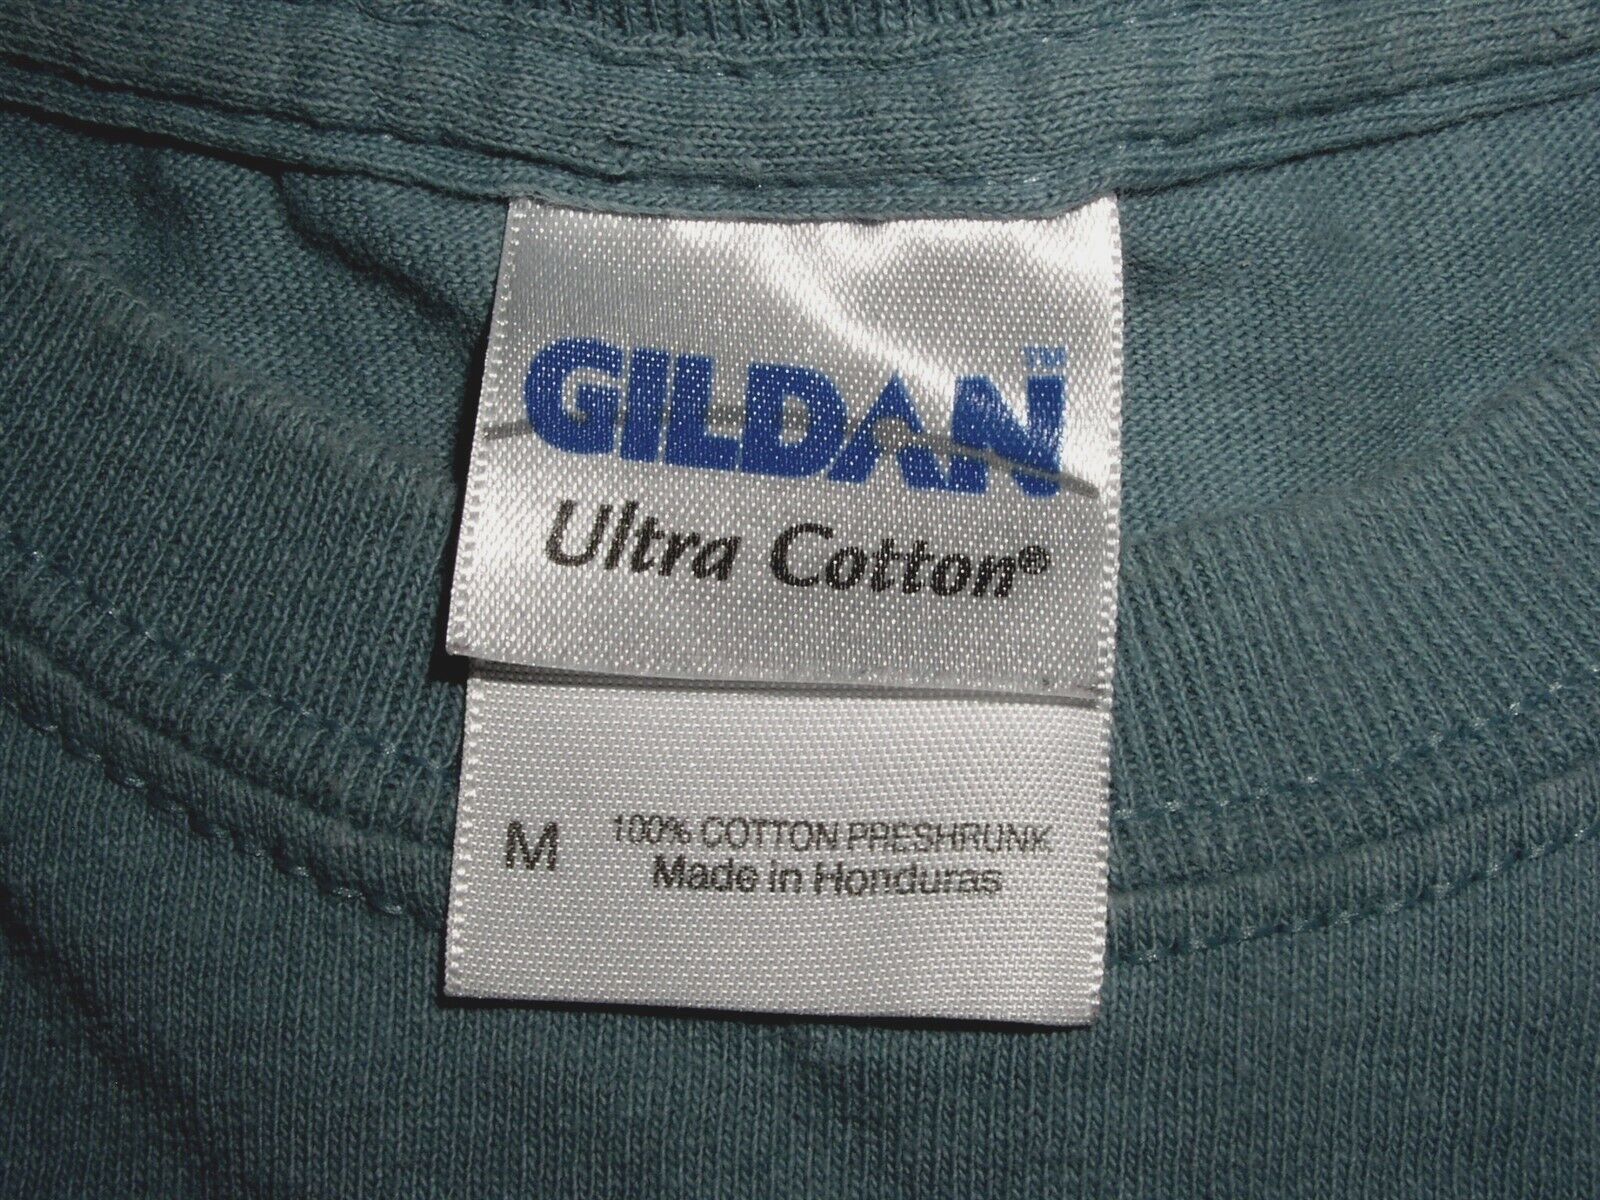 GILDAN™
Ultra Cotton®
M
100% COTTON PRESHRUNK
Made in Honduras